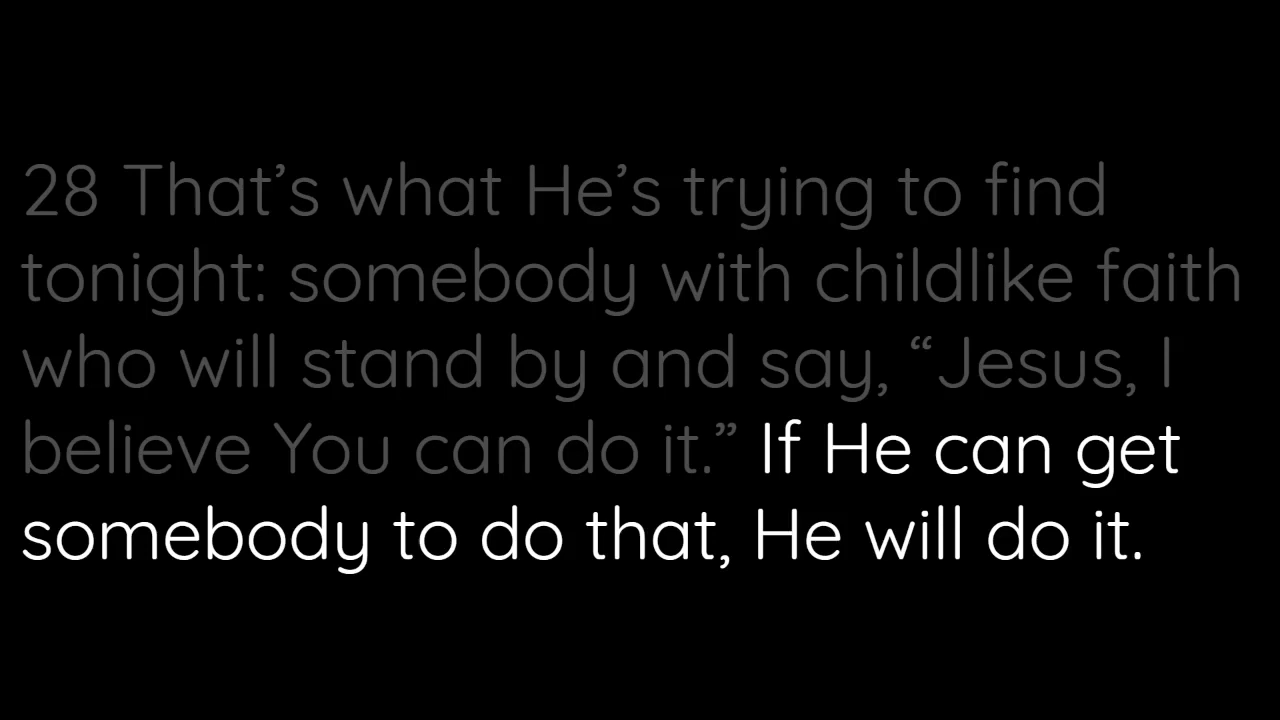 28 That’s what He’s trying to find
tonight: somebody with childlike faith
who will stand by and say, “Jesus, I
believe You can do it.” If He can get
somebody to do that, He will do it.